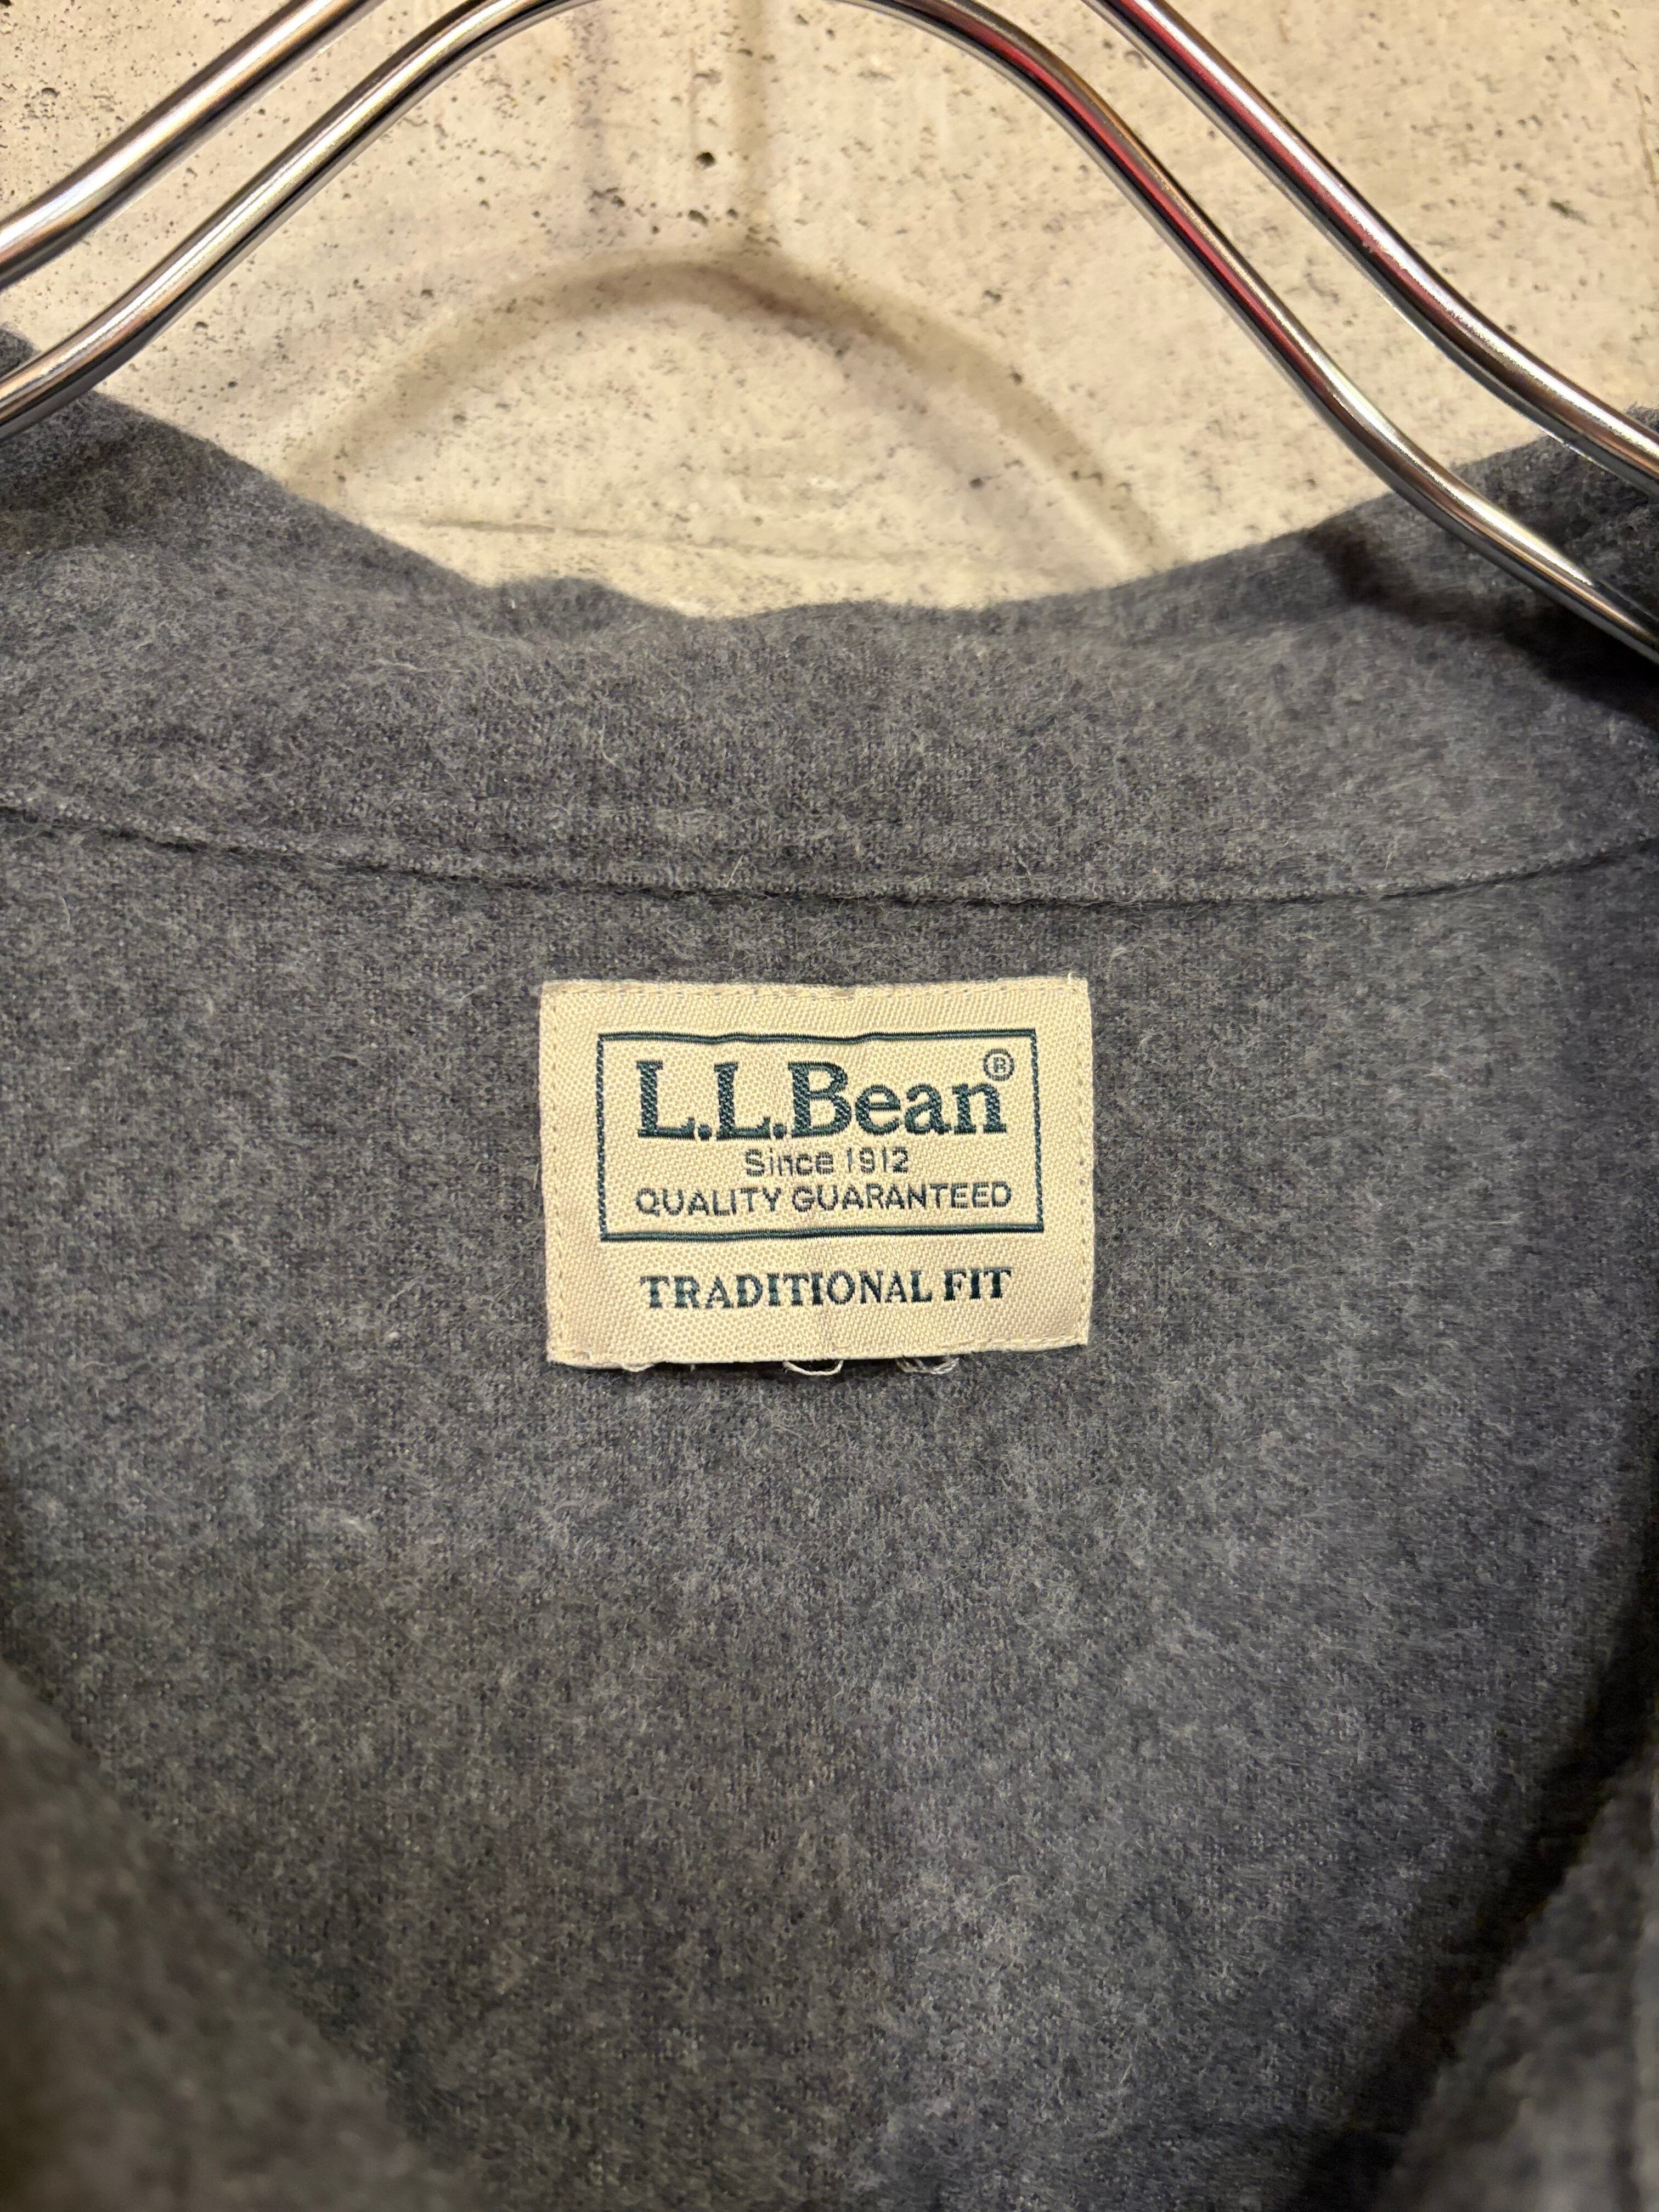 L.L.Bean®
Since 1912
QUALITY GUARANTEED
TRADITIONAL FIT